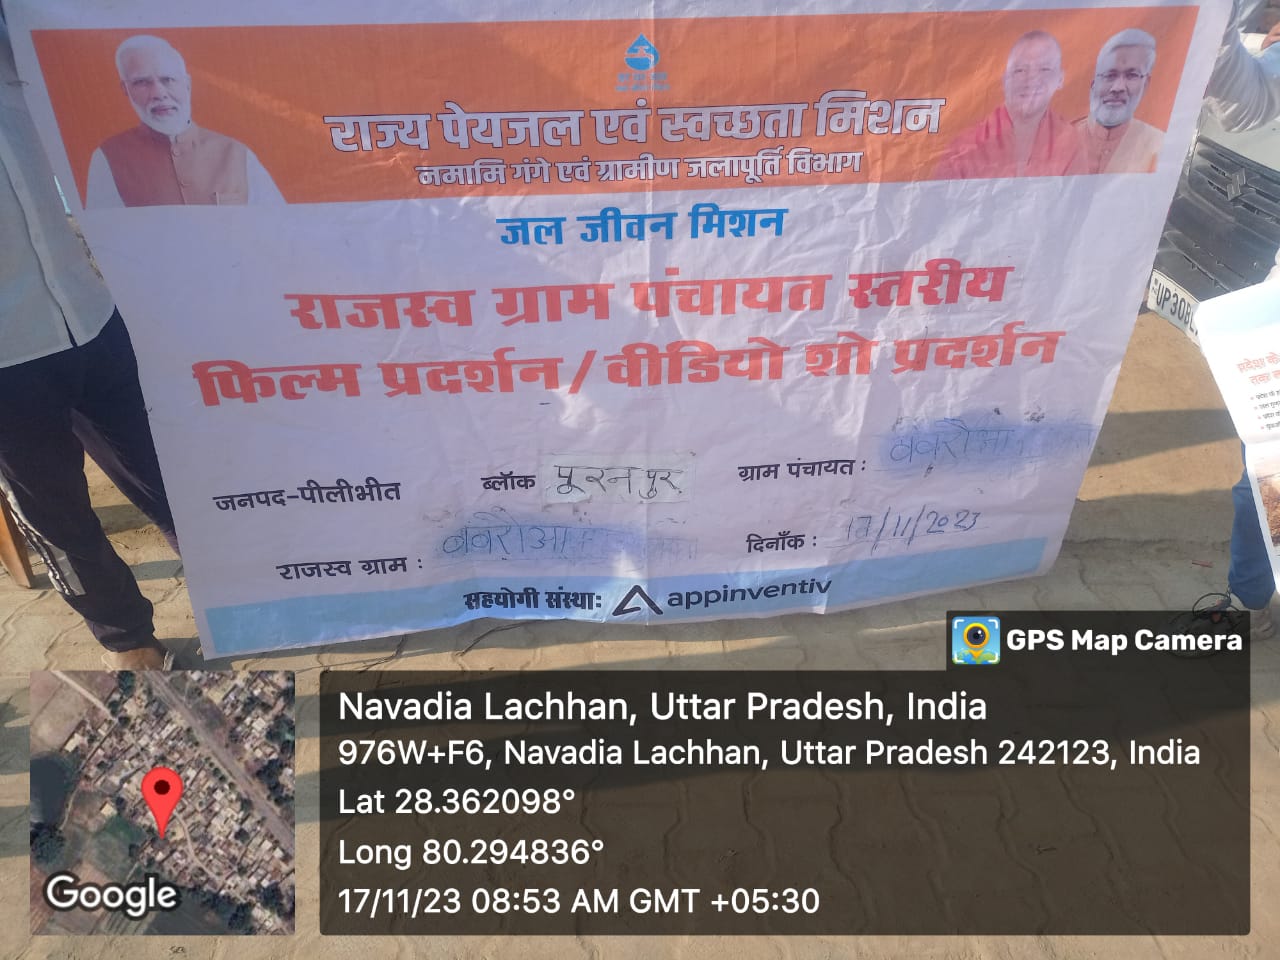 राज्य पेयजल एवं स्वच्छता मिशन
नमामि गंगे एवं ग्रामीण जलापूर्ति विभाग
जल जीवन मिशन
राजस्व ग्राम पंचायत स्तरीय
फिल्म प्रदर्शन/वीडियो शो प्रदर्शन
जनपद-पीलीभीत ब्लॉक पूरनपुर ग्राम पंचायत :
राजस्व ग्राम : दिनाँक : 17/11/2023
सहयोगी संस्था: appinventiv
GPS Map Camera
Navadia Lachhan, Uttar Pradesh, India
976W+F6, Navadia Lachhan, Uttar Pradesh 242123, India
Lat 28.362098°
Long 80.294836°
17/11/23 08:53 AM GMT +05:30
Google